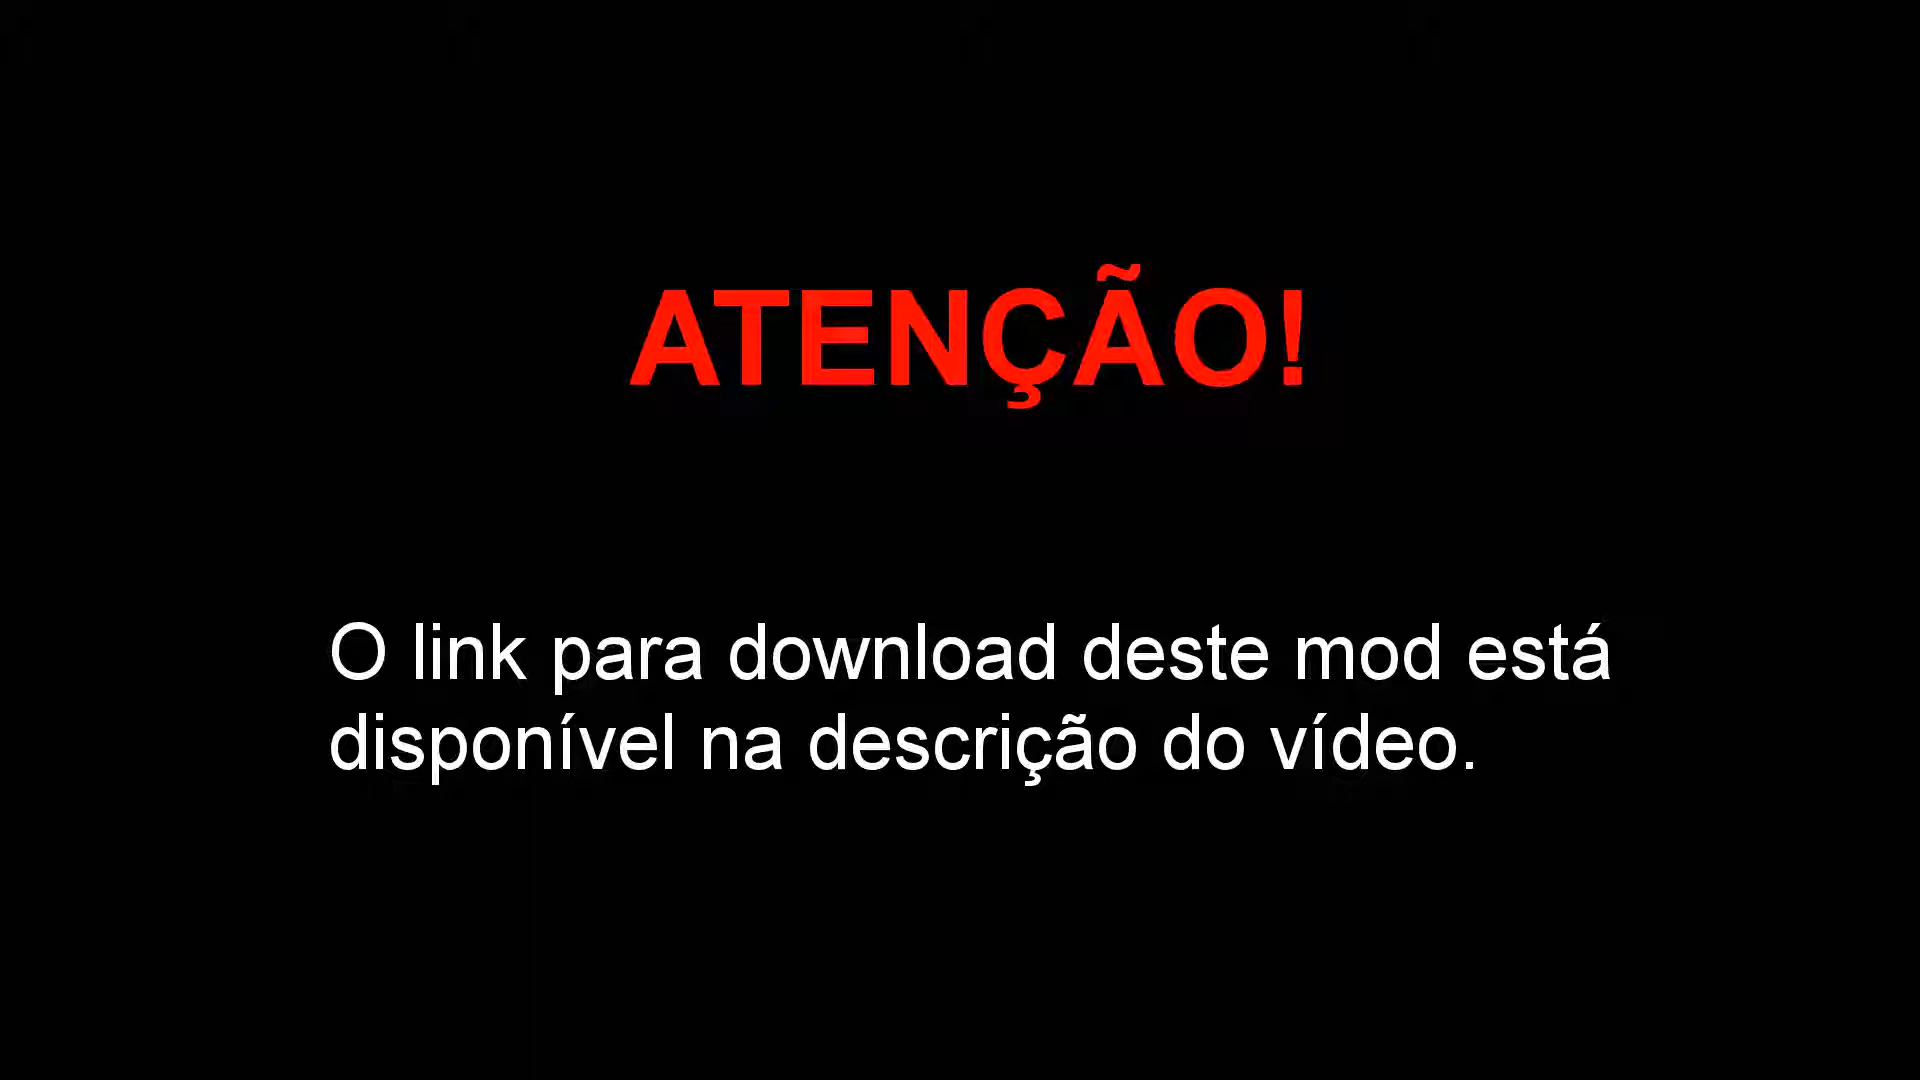 ATENÇÃO!
O link para download deste mod está
disponível na descrição do vídeo.